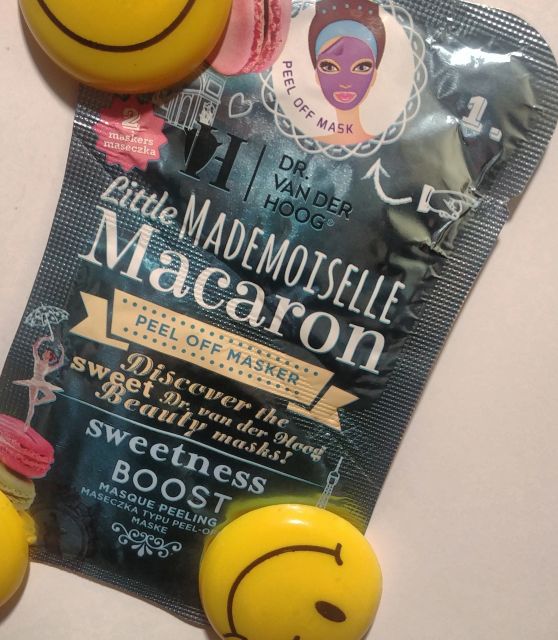 PEEL OFF MASK
1.
2
maskers
maseczka
H
DR.
VAN DER
HOOG®
Little MADEMOISELLE
Macaron
PEEL OFF MASKER
Discover the
sweet Dr. van der Hoog
Beauty masks!
sweetness
BOOST
MASQUE PEELING
MASECZKA TYPU PEEL-OFF
MASKE